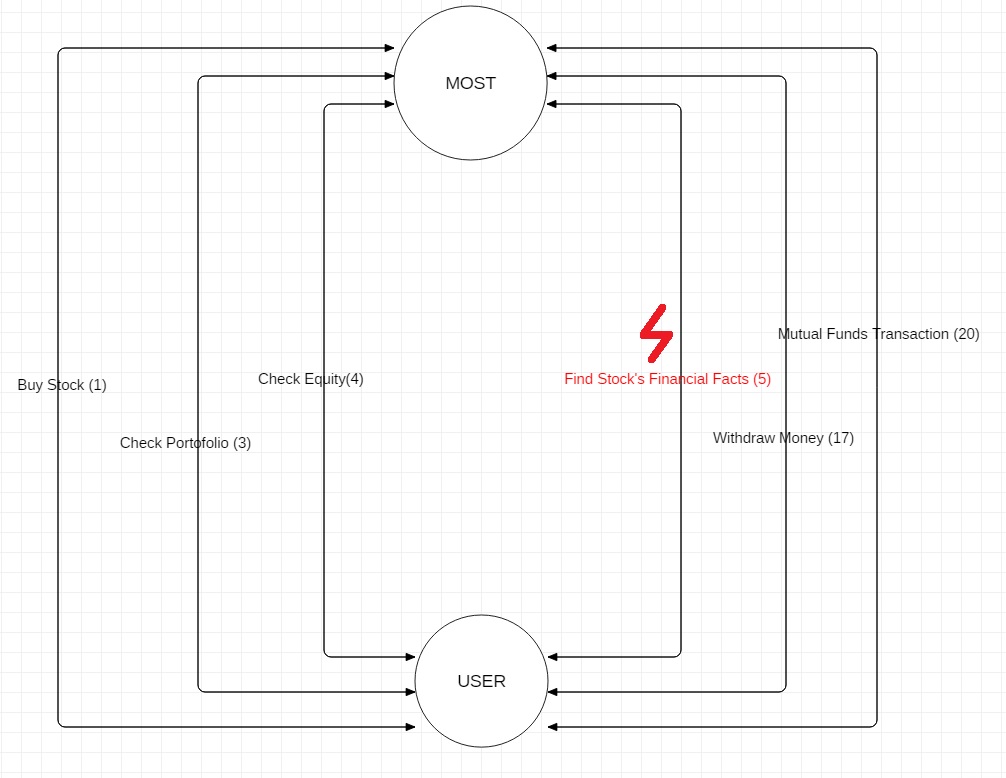 MOST
Mutual Funds Transaction (20)
Buy Stock (1)
Check Equity(4)
Find Stock's Financial Facts (5)
Check Portofolio (3)
Withdraw Money (17)
USER